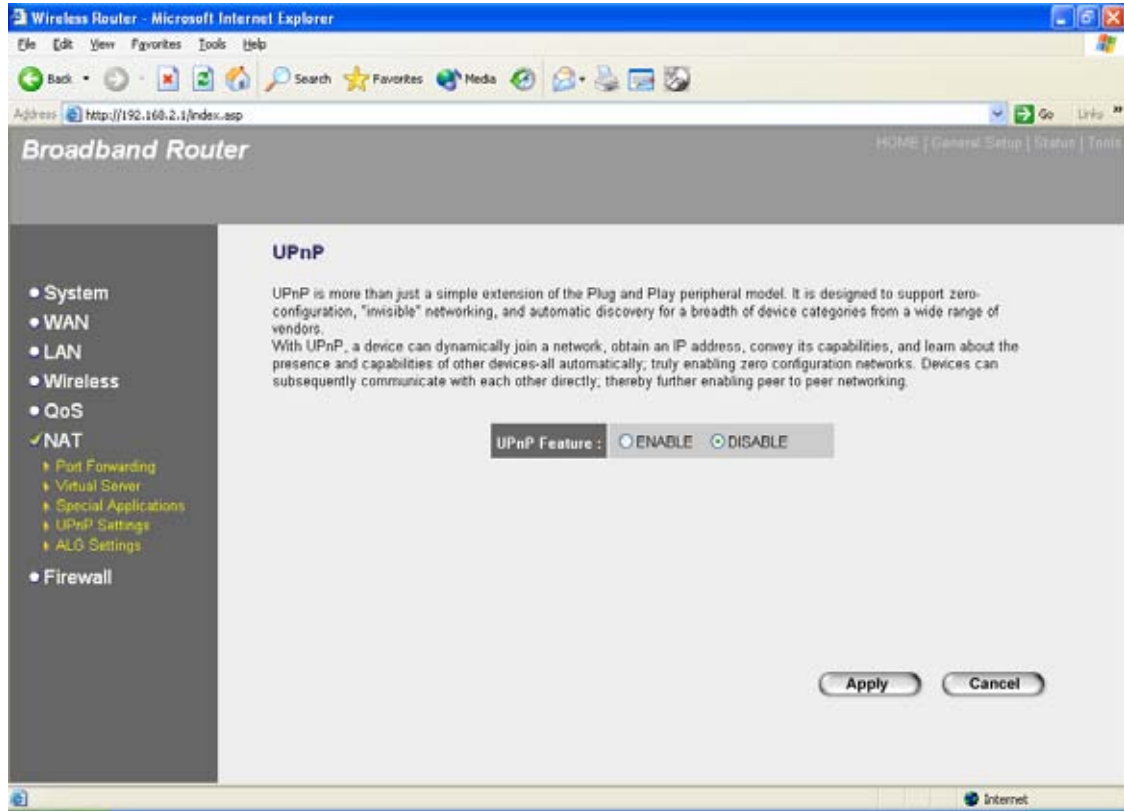 Wireless Router - Microsoft Internet Explorer
File Edit View Favorites Tools Help
Back Search Favorites Media
Address http://192.168.2.1/index.asp Go Links »
Broadband Router
HOME | General Setup | Status | Tools
UPnP
UPnP is more than just a simple extension of the Plug and Play peripheral model. It is designed to support zero-
configuration, "invisible" networking, and automatic discovery for a breadth of device categories from a wide range of
vendors.
With UPnP, a device can dynamically join a network, obtain an IP address, convey its capabilities, and learn about the
presence and capabilities of other devices-all automatically; truly enabling zero configuration networks. Devices can
subsequently communicate with each other directly; thereby further enabling peer to peer networking.
System
WAN
LAN
Wireless
QoS
NAT
Port Forwarding
Virtual Server
Special Applications
UPnP Settings
ALG Settings
Firewall
UPnP Feature : ENABLE DISABLE
Apply Cancel
Internet